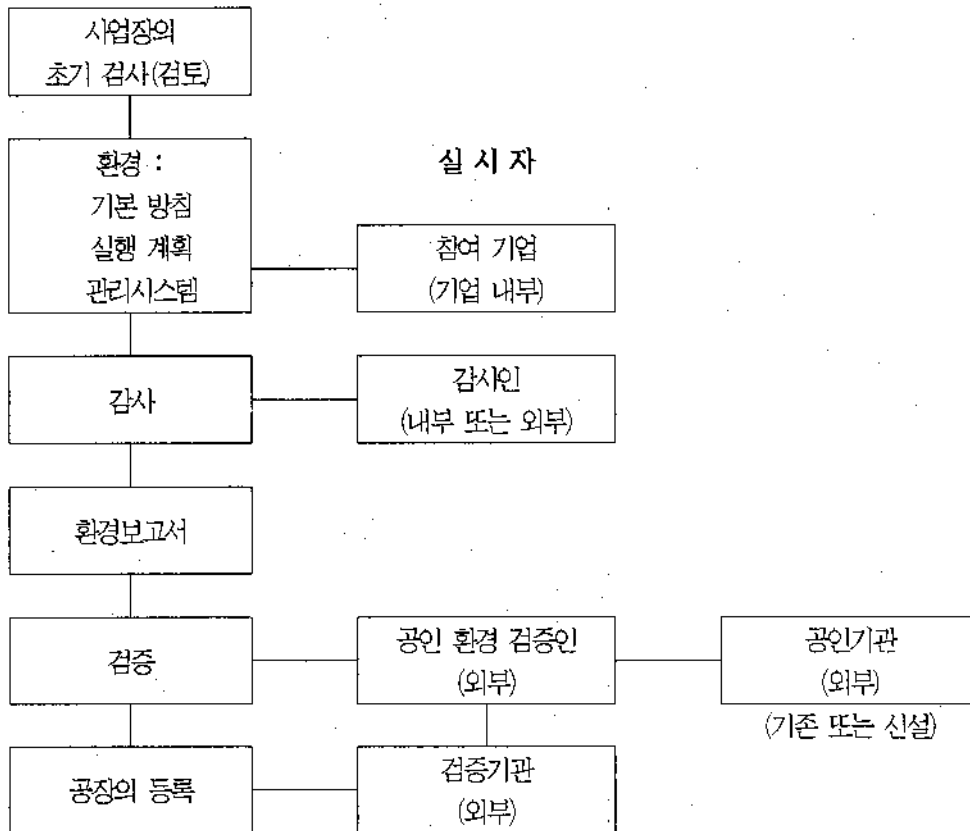 사업장의
초기 검사(검토)
환경 :
기본 방침
실행 계획
관리시스템
실 시 자
참여 기업
(기업 내부)
감사
감사인
(내부 또는 외부)
환경보고서
검증
공인 환경 검증인
(외부)
공인기관
(외부)
(기존 또는 신설)
공장의 등록
검증기관
(외부)